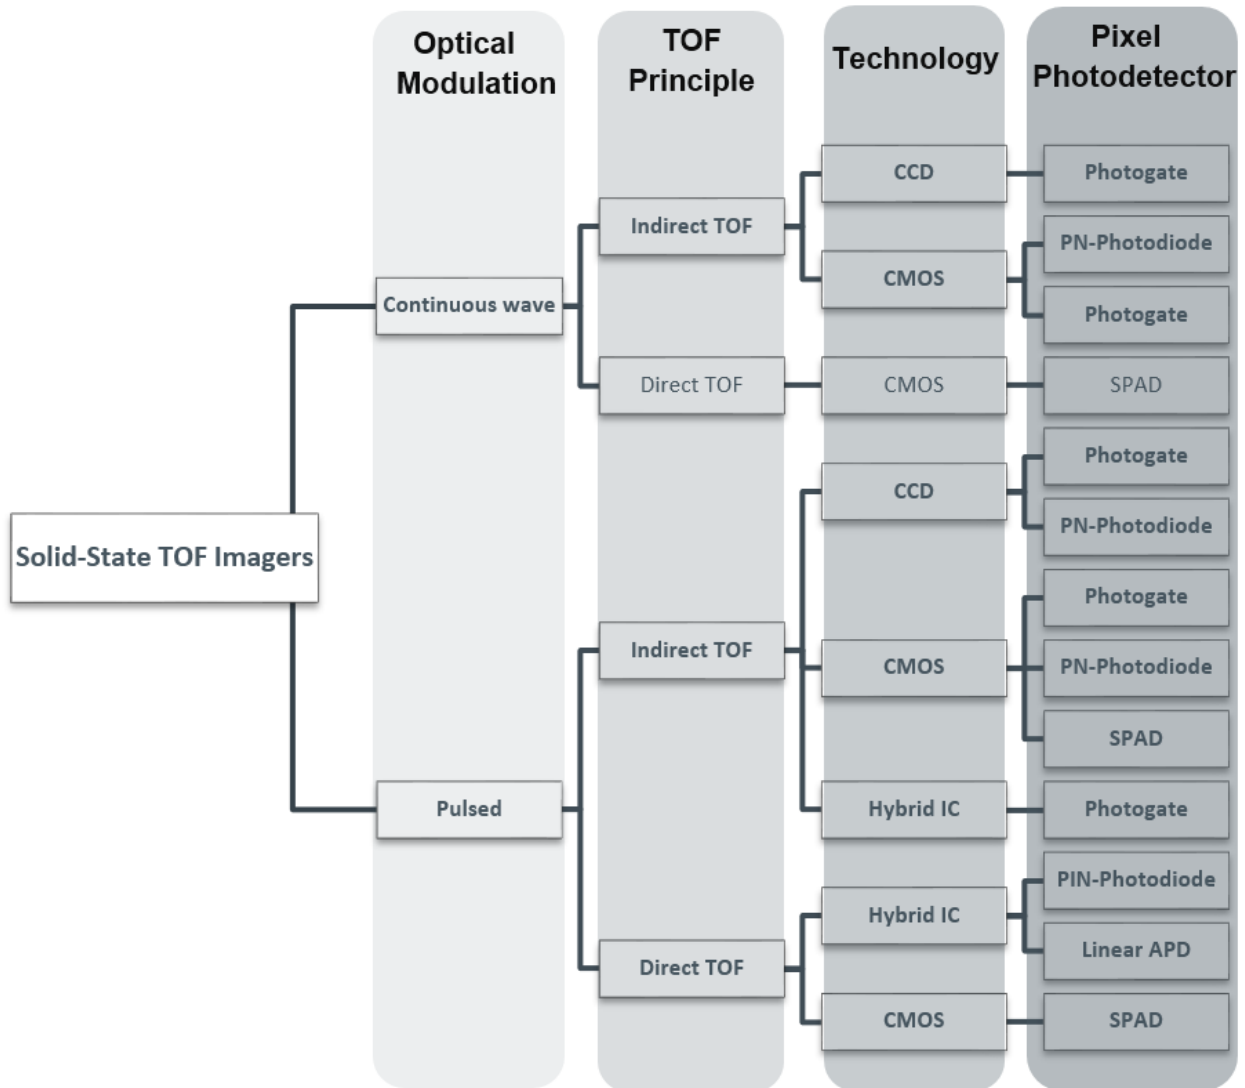 Optical
Modulation
TOF
Principle
Technology
Pixel
Photodetector
Solid-State TOF Imagers
Continuous wave
Pulsed
Indirect TOF
Direct TOF
Indirect TOF
Direct TOF
CCD
CMOS
CMOS
CCD
CMOS
Hybrid IC
Hybrid IC
CMOS
Photogate
PN-Photodiode
Photogate
SPAD
Photogate
PN-Photodiode
Photogate
PN-Photodiode
SPAD
Photogate
PIN-Photodiode
Linear APD
SPAD